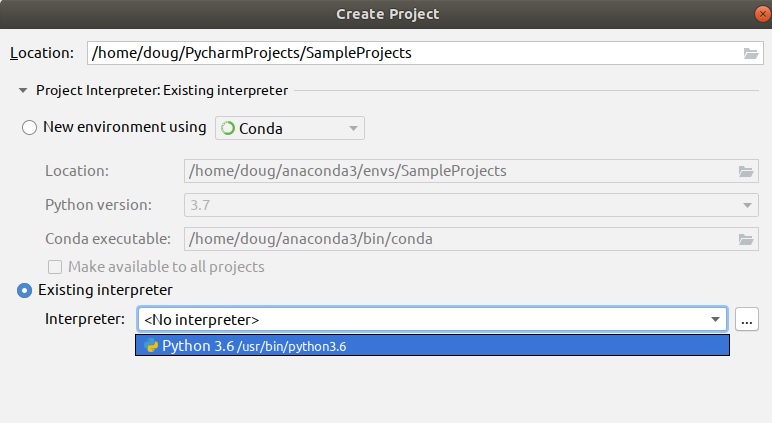 Create Project
Location: /home/doug/PycharmProjects/SampleProjects
Project Interpreter: Existing interpreter
New environment using Conda
Location: /home/doug/anaconda3/envs/SampleProjects
Python version: 3.7
Conda executable: /home/doug/anaconda3/bin/conda
Make available to all projects
Existing interpreter
Interpreter: <No interpreter> ...
Python 3.6 /usr/bin/python3.6